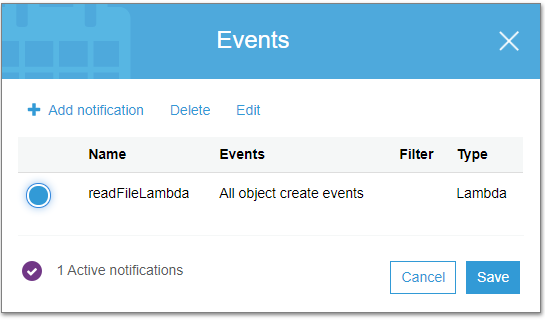 Events
Add notification Delete Edit
Name Events Filter Type
readFileLambda All object create events Lambda
1 Active notifications
Cancel Save